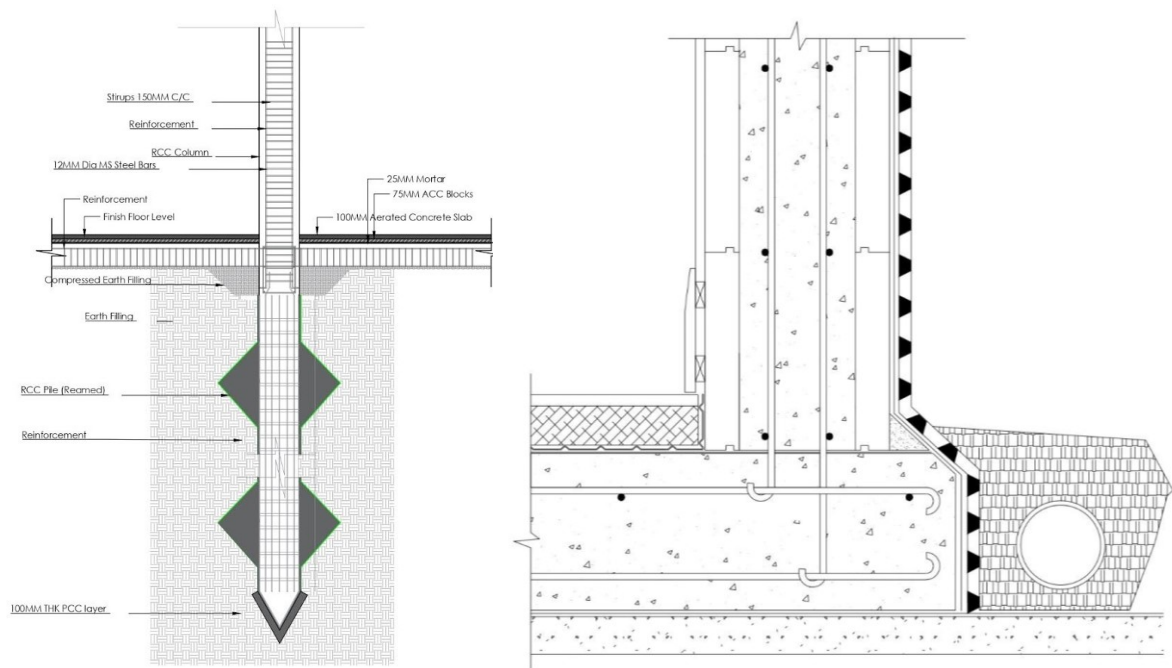 Stirups 150MM C/C
Reinforcement
RCC Column
12MM Dia MS Steel Bars
25MM Mortar
75MM ACC Blocks
Reinforcement
Finish Floor Level
100MM Aerated Concrete Slab
Compressed Earth Filling
Earth Filling
RCC Pile (Reamed)
Reinforcement
100MM THK PCC layer